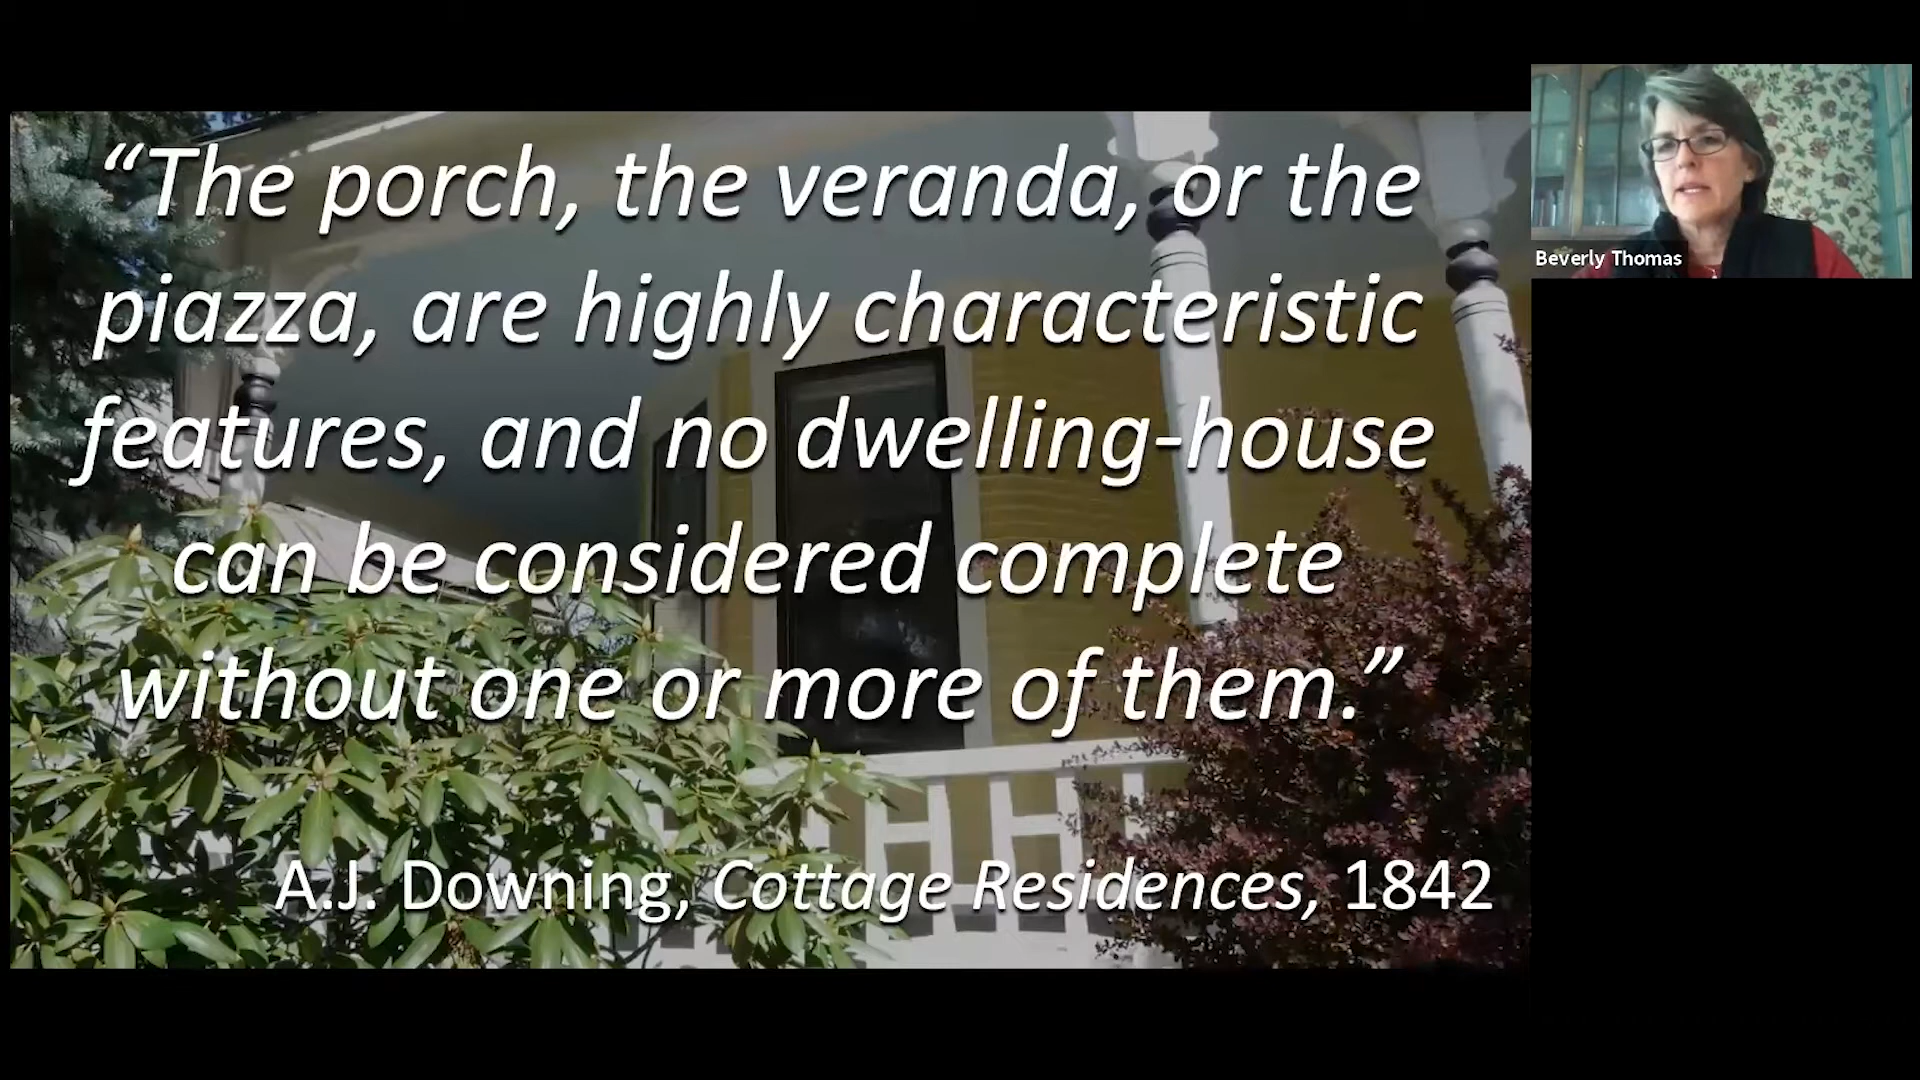 “The porch, the veranda, or the
piazza, are highly characteristic
features, and no dwelling-house
can be considered complete
without one or more of them.”
A.J. Downing, Cottage Residences, 1842
Beverly Thomas